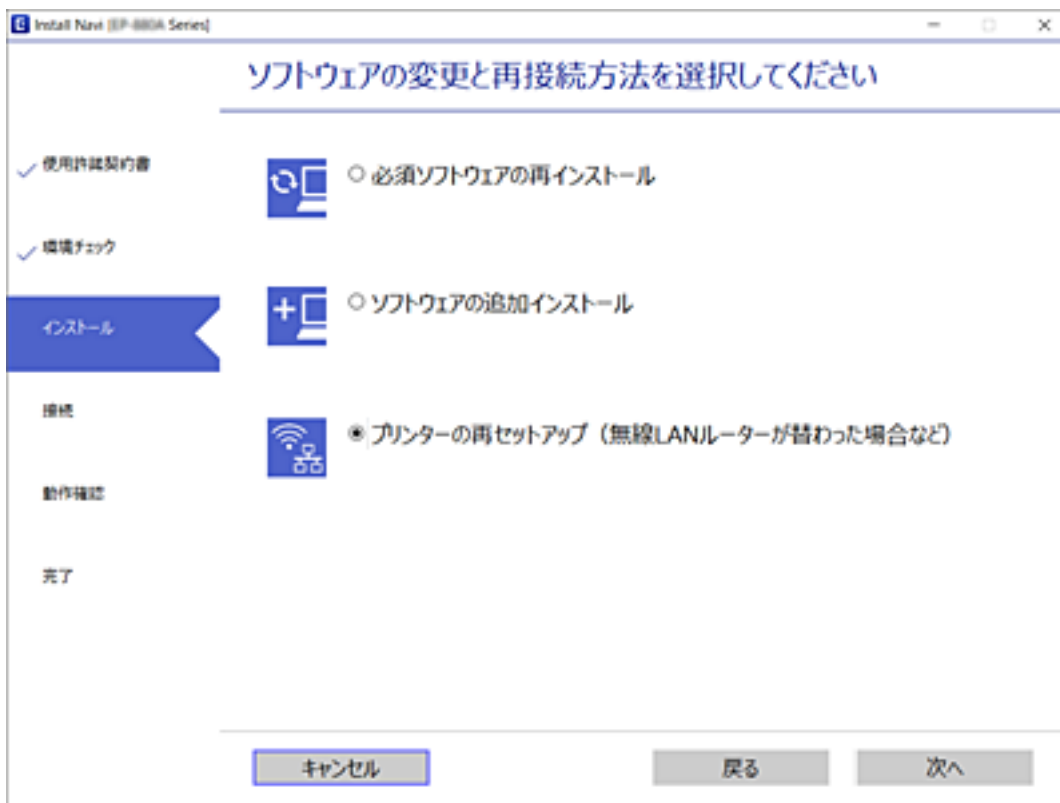 Install Navi [EP-880A Series]
ソフトウェアの変更と再接続方法を選択してください
使用許諾契約書
環境チェック
インストール
接続
動作確認
完了
必須ソフトウェアの再インストール
ソフトウェアの追加インストール
プリンターの再セットアップ（無線LANルーターが替わった場合など）
キャンセル
戻る
次へ